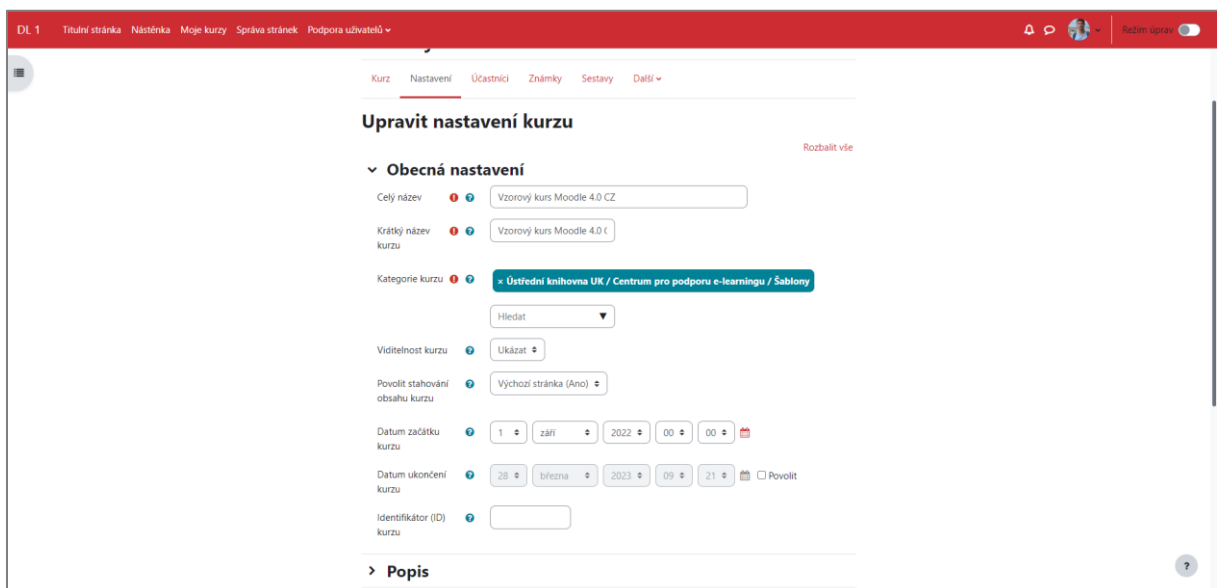 DL 1 Titulní stránka Nástěnka Moje kurzy Správa stránek Podpora uživatelů Režim úprav
Kurz Nastavení Účastníci Známky Sestavy Další
Upravit nastavení kurzu
Rozbalit vše
Obecná nastavení
Celý název Vzorový kurs Moodle 4.0 CZ
Krátký název Vzorový kurs Moodle 4.0
kurzu
Kategorie kurzu × Ústřední knihovna UK / Centrum pro podporu e-learningu / Šablony
Hledat
Viditelnost kurzu Ukázat
Povolit stahování Výchozí stránka (Ano)
obsahu kurzu
Datum začátku 1 září 2022 00 00
kurzu
Datum ukončení 28 března 2023 09 21 Povolit
kurzu
Identifikátor (ID)
kurzu
Popis
?